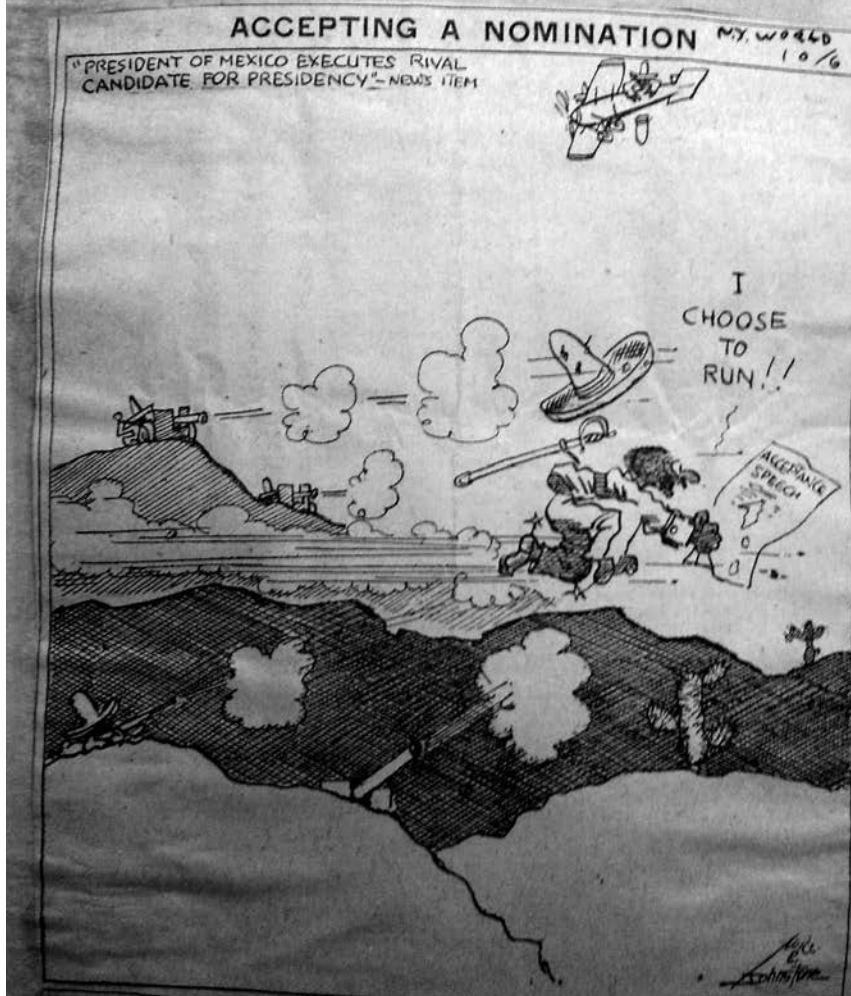 ACCEPTING A NOMINATION
N.Y. WORLD
10/6
"PRESIDENT OF MEXICO EXECUTES RIVAL
CANDIDATE FOR PRESIDENCY" - NEWS ITEM
I
CHOOSE
TO
RUN!!
ACCEPTANCE
SPEECH